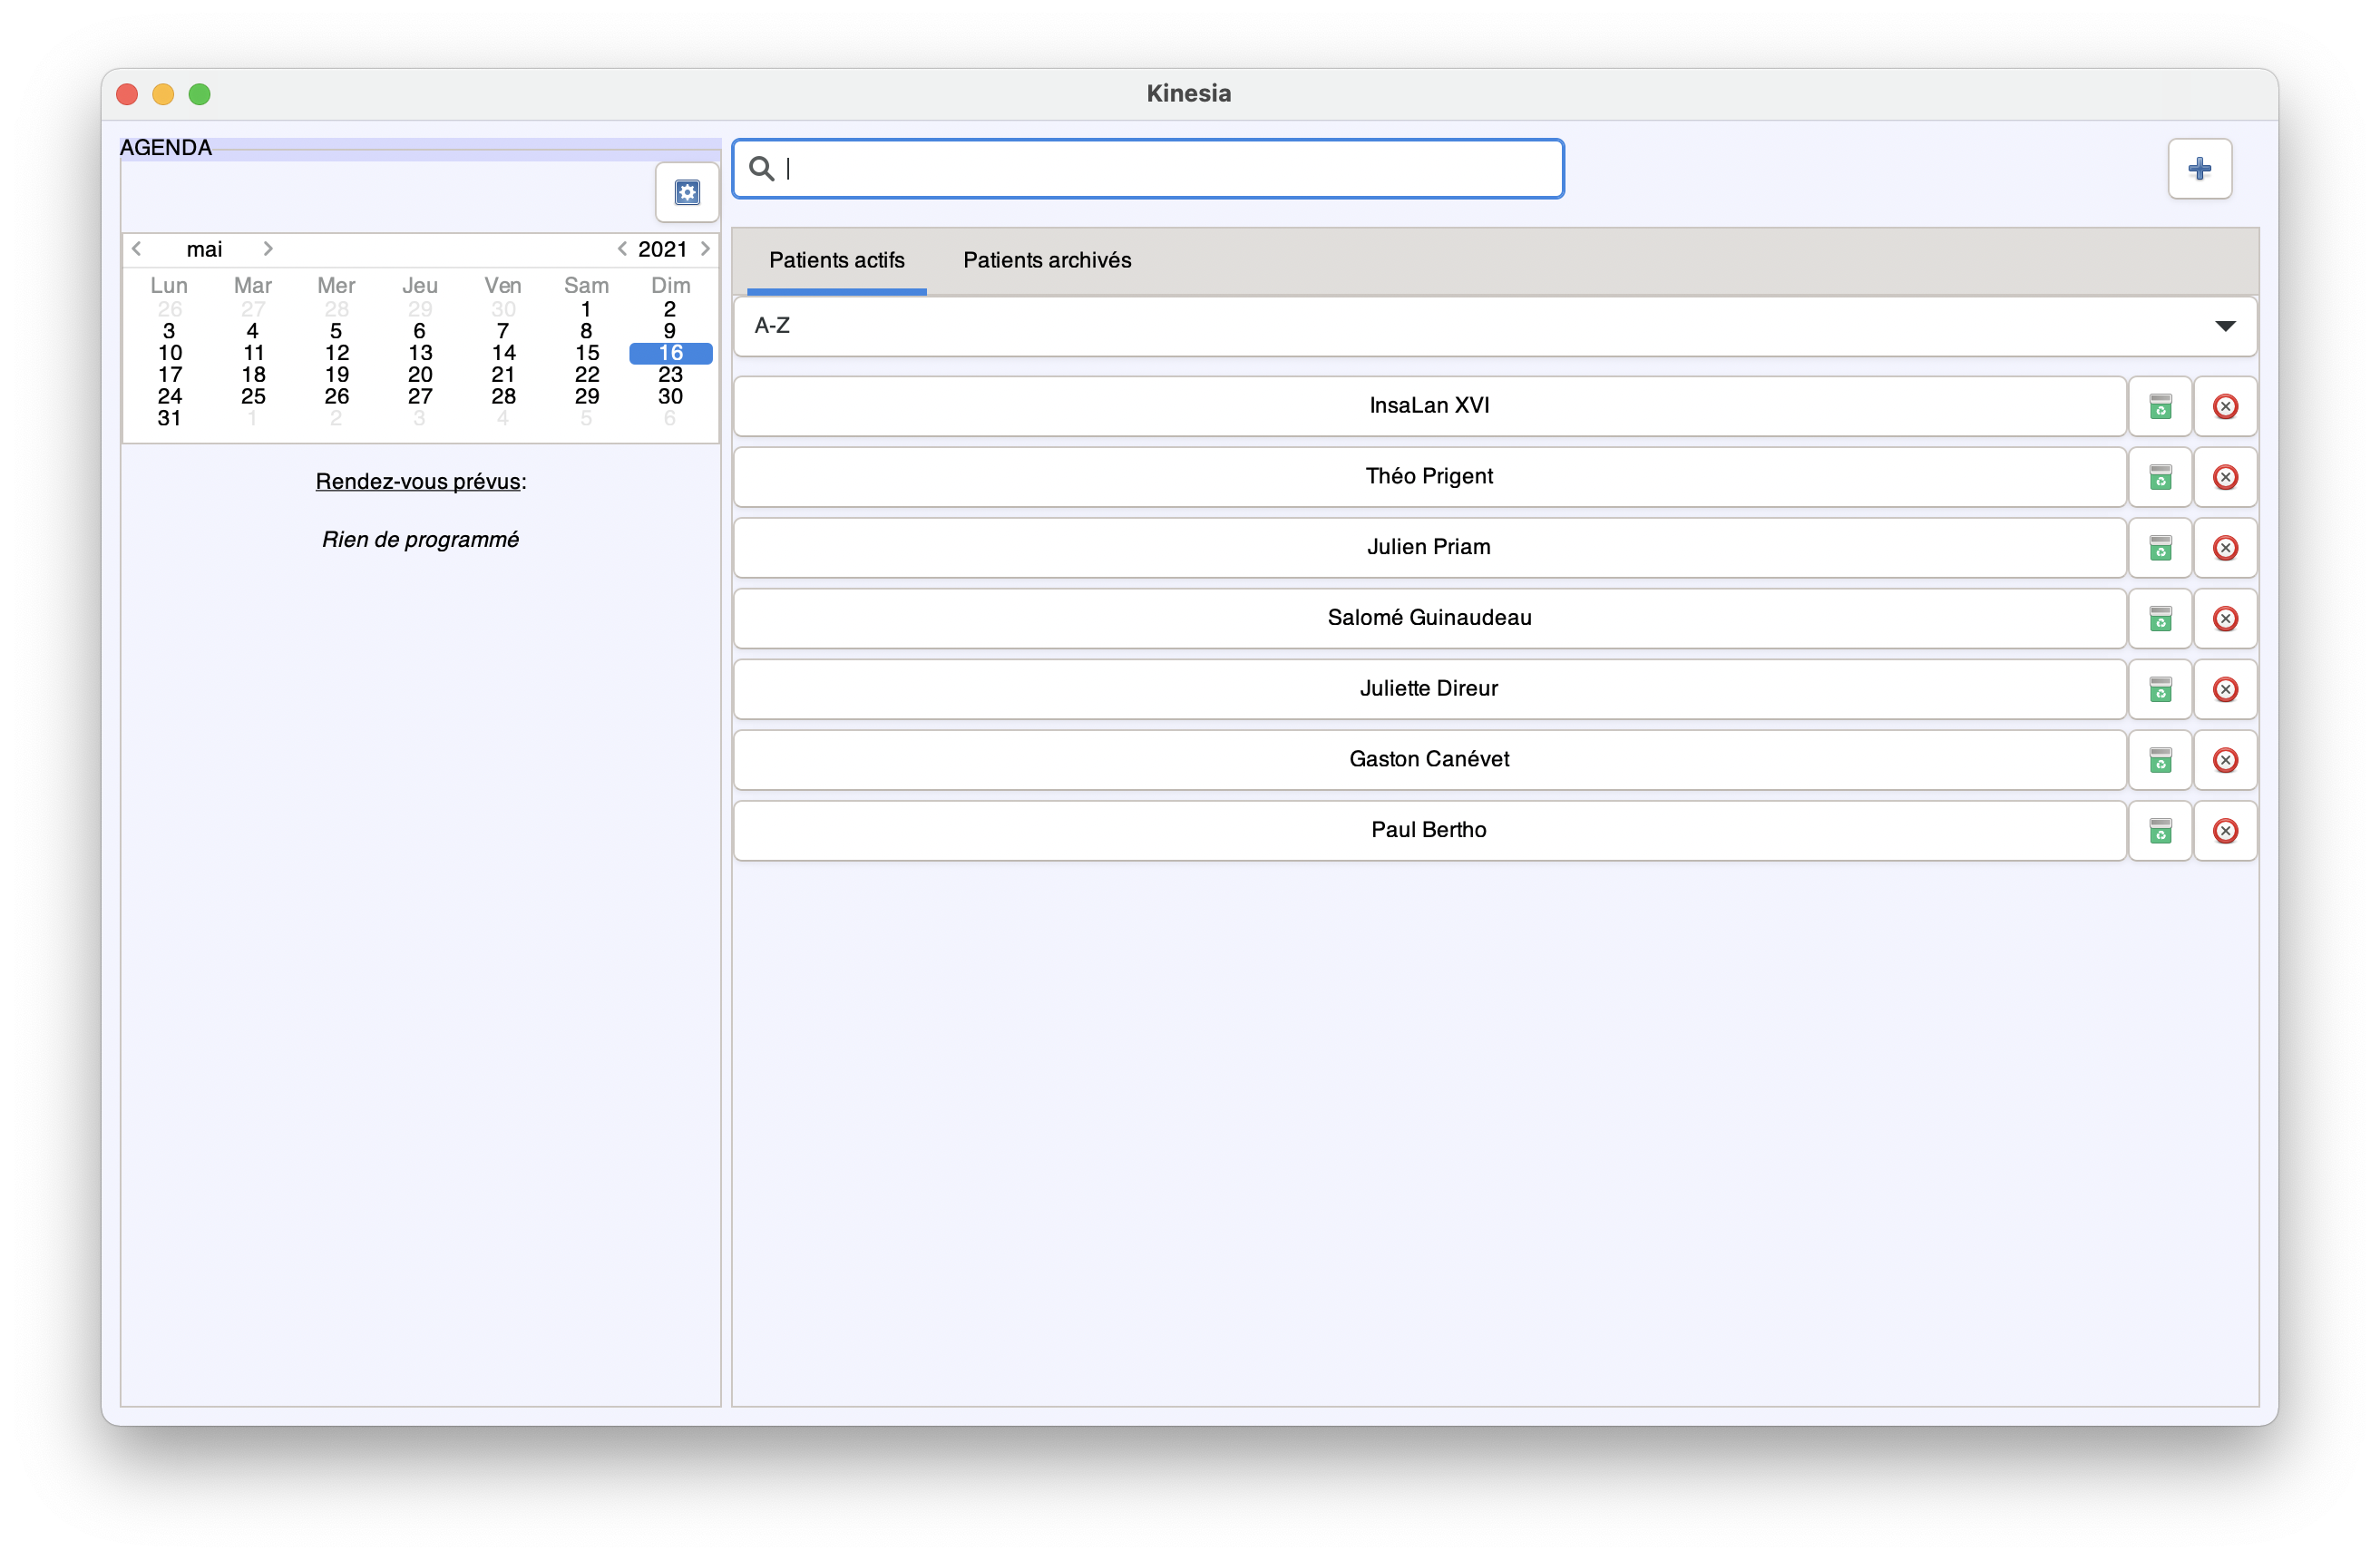 Kinesia
AGENDA
mai 2021
Lun Mar Mer Jeu Ven Sam Dim
26 27 28 29 30 1 2
3 4 5 6 7 8 9
10 11 12 13 14 15 16
17 18 19 20 21 22 23
24 25 26 27 28 29 30
31 1 2 3 4 5 6
Rendez-vous prévus:
Rien de programmé
Patients actifs Patients archivés
A-Z
InsaLan XVI
Théo Prigent
Julien Priam
Salomé Guinaudeau
Juliette Direur
Gaston Canévet
Paul Bertho